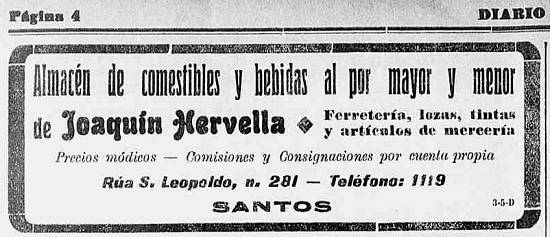 Página 4
DIARIO
Almacén de comestibles y bebidas al por mayor y menor
de Joaquín Hervella
Ferretería, lozas, tintas
y artículos de mercería
Precios módicos — Comisiones y Consignaciones por cuenta propia
Rúa S. Leopoldo, n. 281 — Teléfono: 1119
3-5-D
SANTOS